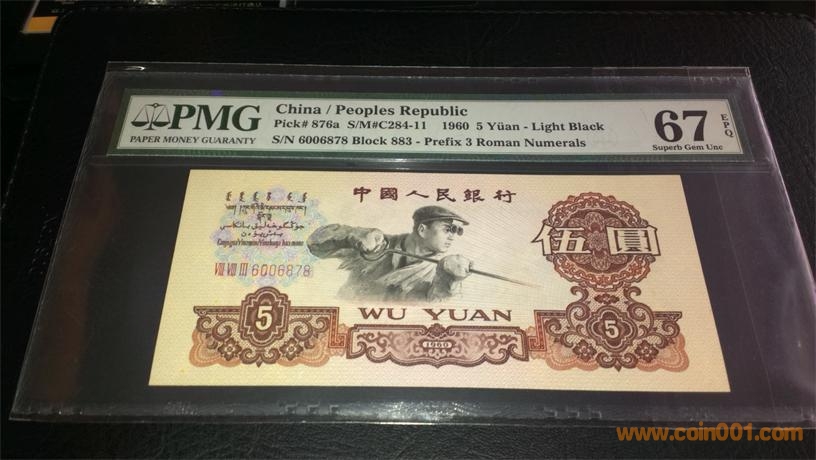 PMG
PAPER MONEY GUARANTY
China / Peoples Republic
Pick# 876a S/M#C284-11 1960 5 Yüan - Light Black
S/N 6006878 Block 883 - Prefix 3 Roman Numerals
67
EPQ
Superb Gem Unc
中國人民銀行
VIII VIII III 6006878
伍圓
WU YUAN
5
1960
5
www.coin001.com